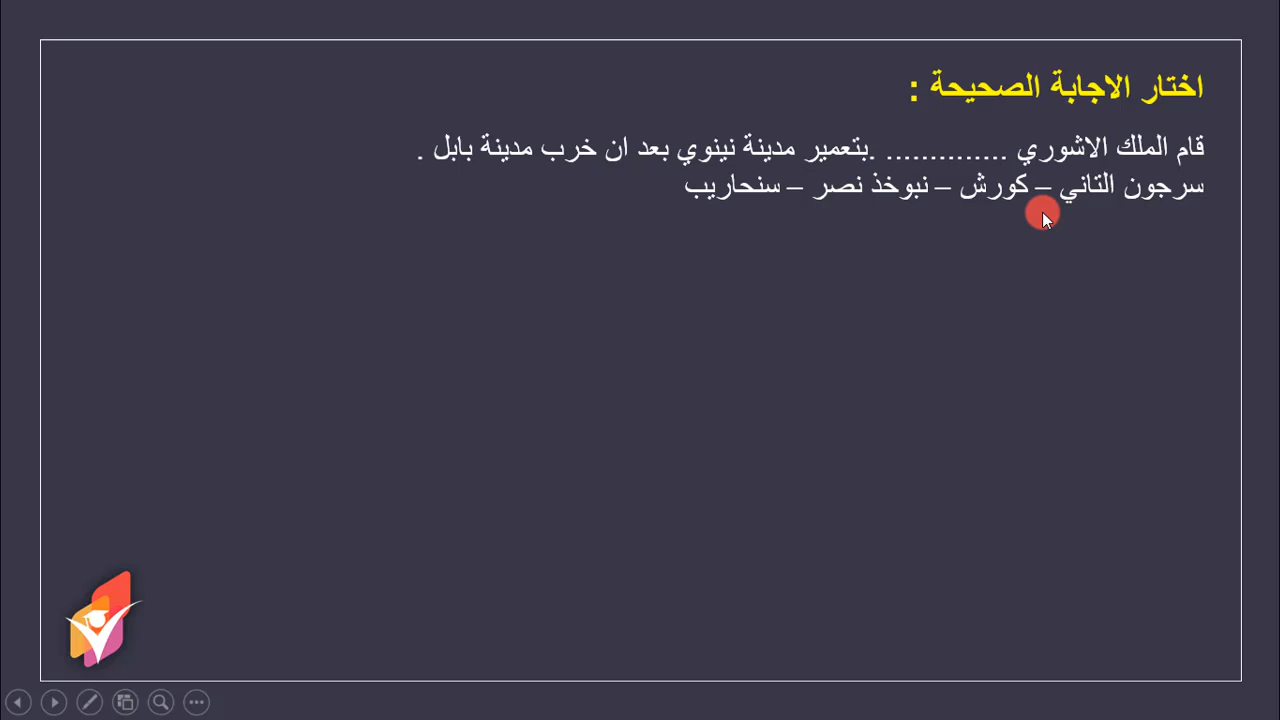 اختار الاجابة الصحيحة :
قام الملك الاشوري .............. .بتعمير مدينة نينوي بعد ان خرب مدينة بابل .
سرجون التاني – كورش – نبوخذ نصر – سنحاريب